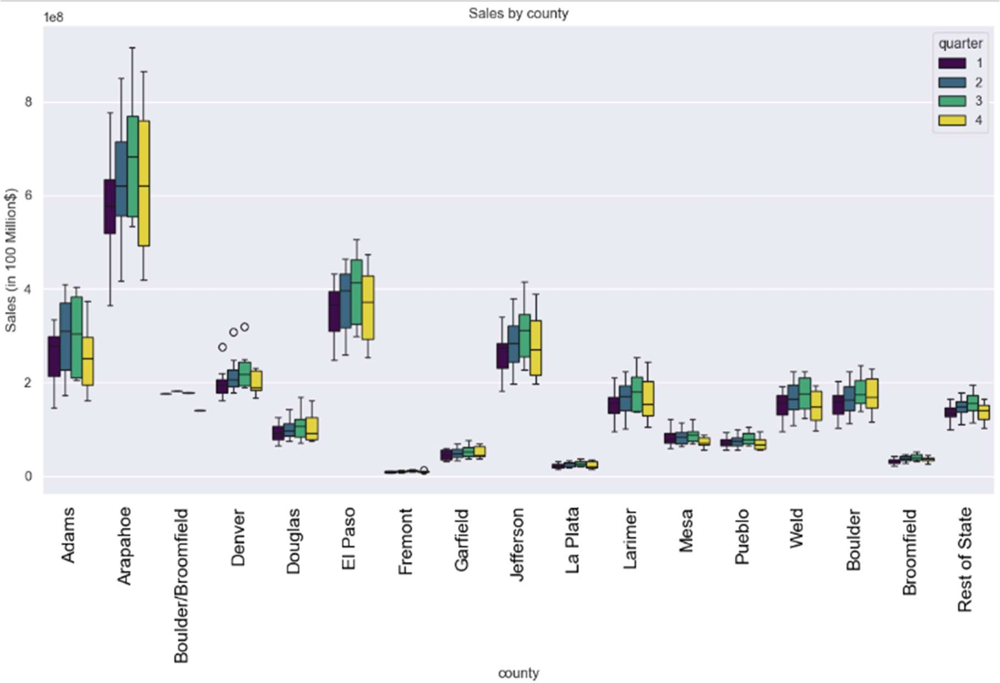 Sales by county
1e8
quarter
1
2
3
4
8
6
4
2
0
Sales (in 100 Million$)
Adams
Arapahoe
Boulder/Broomfield
Denver
Douglas
El Paso
Fremont
Garfield
Jefferson
La Plata
Larimer
Mesa
Pueblo
Weld
Boulder
Broomfield
Rest of State
county